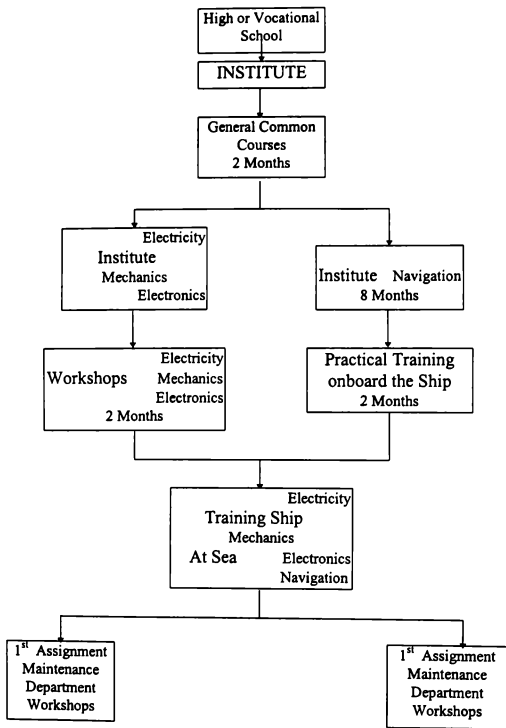 High or Vocational
School
INSTITUTE
General Common
Courses
2 Months
Electricity
Institute
Mechanics
Electronics
Institute Navigation
8 Months
Electricity
Workshops Mechanics
Electronics
2 Months
Practical Training
onboard the Ship
2 Months
Electricity
Training Ship
Mechanics
At Sea Electronics
Navigation
1st Assignment
Maintenance
Department
Workshops
1st Assignment
Maintenance
Department
Workshops